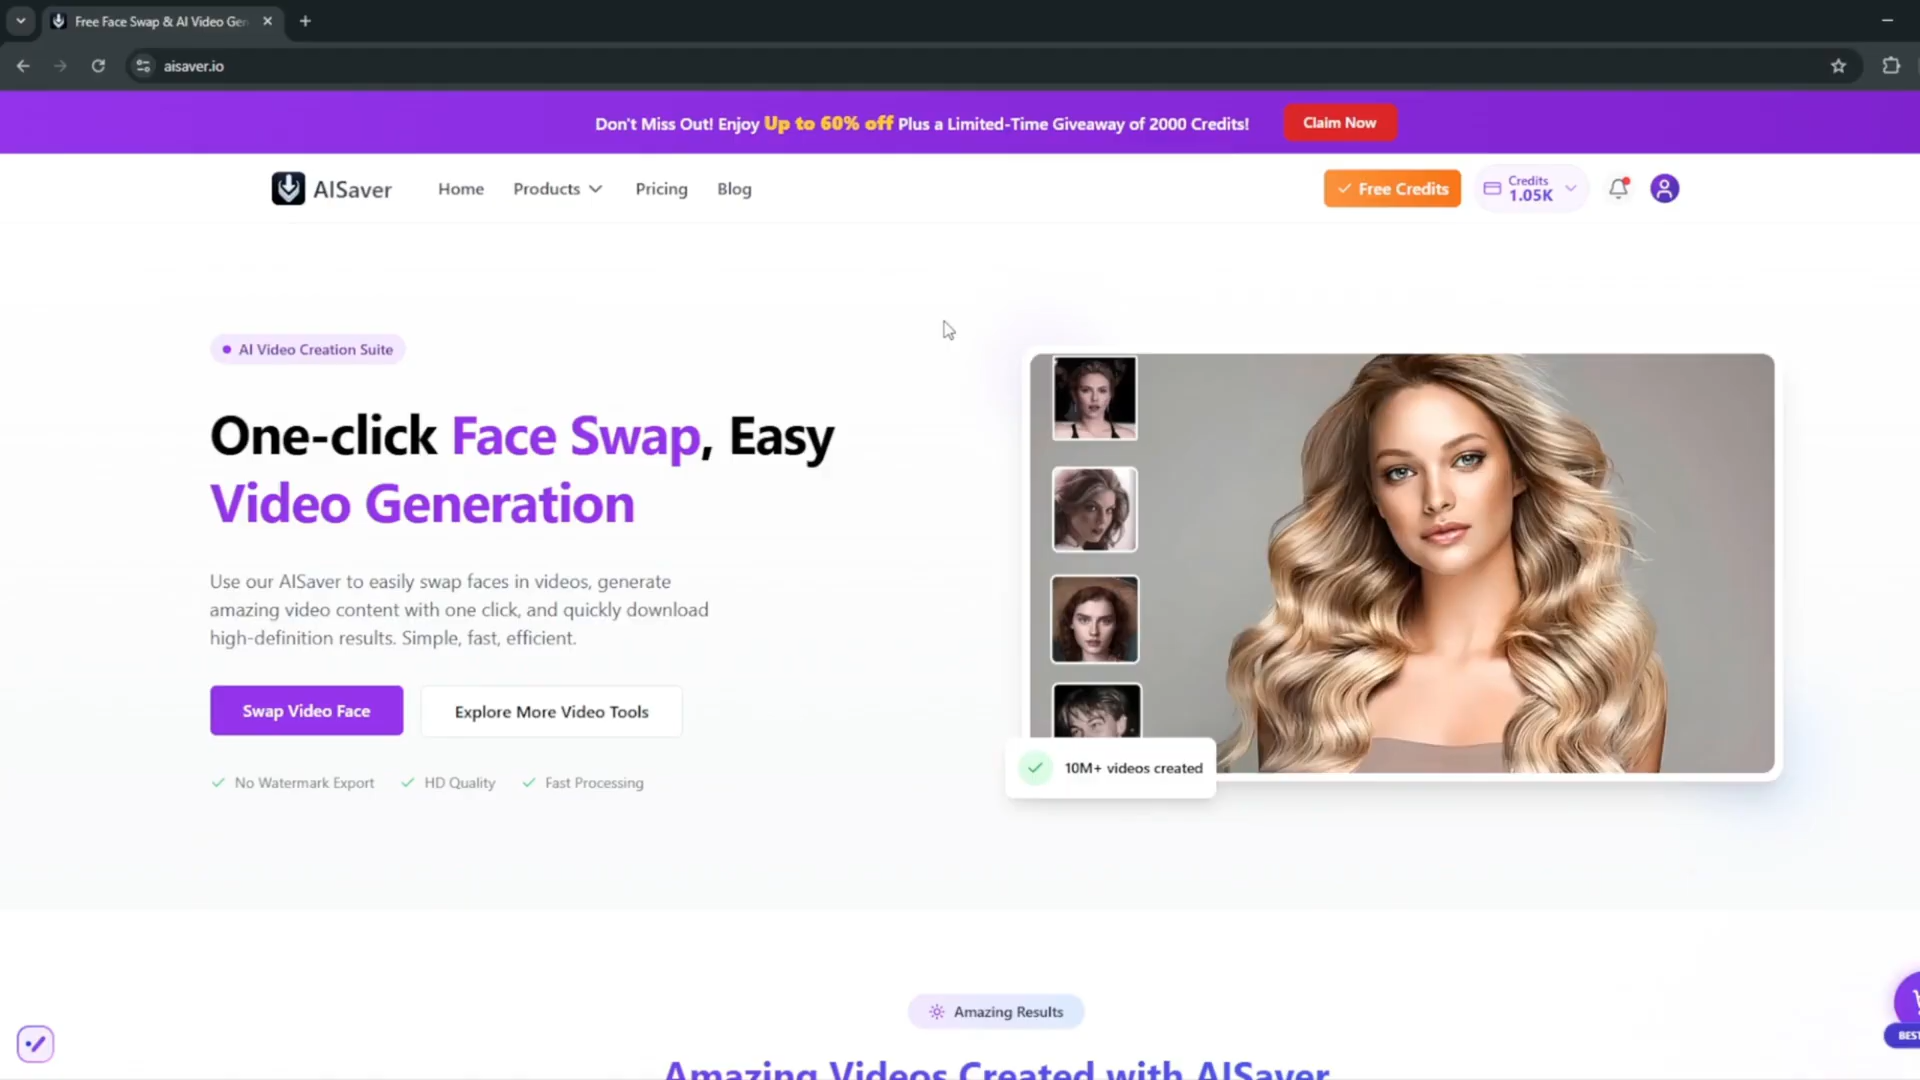 Free Face Swap & AI Video Gen
aisaver.io
Don't Miss Out! Enjoy Up to 60% off Plus a Limited-Time Giveaway of 2000 Credits!
Claim Now
AISaver
Home
Products
Pricing
Blog
Free Credits
Credits
1.05K
AI Video Creation Suite
One-click Face Swap, Easy
Video Generation
Use our AISaver to easily swap faces in videos, generate
amazing video content with one click, and quickly download
high-definition results. Simple, fast, efficient.
Swap Video Face
Explore More Video Tools
No Watermark Export
HD Quality
Fast Processing
10M+ videos created
Amazing Results
Amazing Videos Created with AISaver
BEST